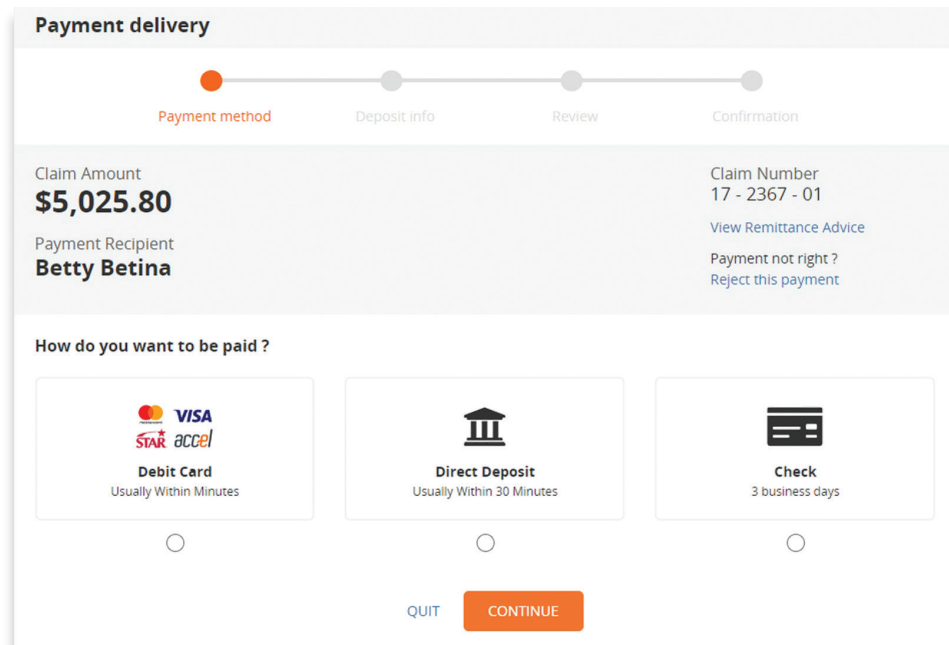 Payment delivery
Payment method Deposit info Review Confirmation
Claim Amount
$5,025.80
Payment Recipient
Betty Betina
Claim Number
17 - 2367 - 01
View Remittance Advice
Payment not right ?
Reject this payment
How do you want to be paid ?
VISA
STAR accel
Debit Card
Usually Within Minutes
Direct Deposit
Usually Within 30 Minutes
Check
3 business days
QUIT CONTINUE